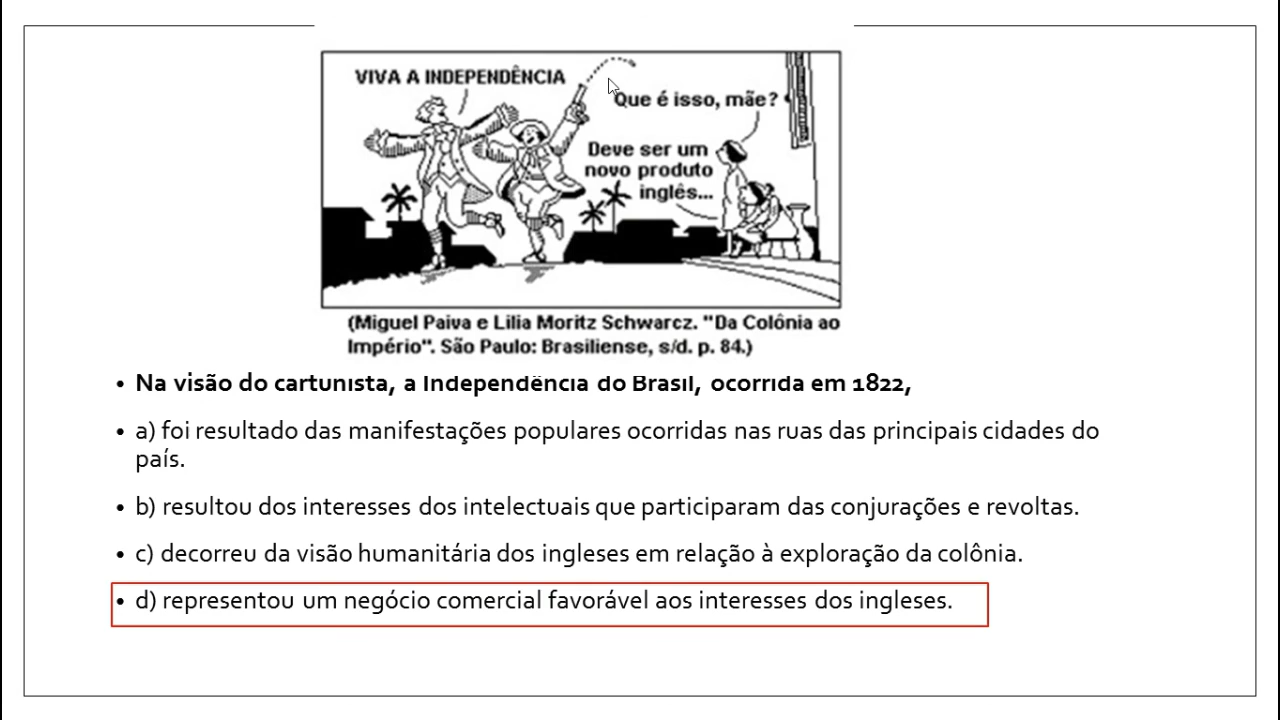 VIVA A INDEPENDÊNCIA
Que é isso, mãe?
Deve ser um
novo produto
inglês...
(Miguel Paiva e Lilia Moritz Schwarcz. "Da Colônia ao
Império". São Paulo: Brasiliense, s/d. p. 84.)
• Na visão do cartunista, a Independência do Brasil, ocorrida em 1822,
• a) foi resultado das manifestações populares ocorridas nas ruas das principais cidades do
país.
• b) resultou dos interesses dos intelectuais que participaram das conjurações e revoltas.
• c) decorreu da visão humanitária dos ingleses em relação à exploração da colônia.
• d) representou um negócio comercial favorável aos interesses dos ingleses.